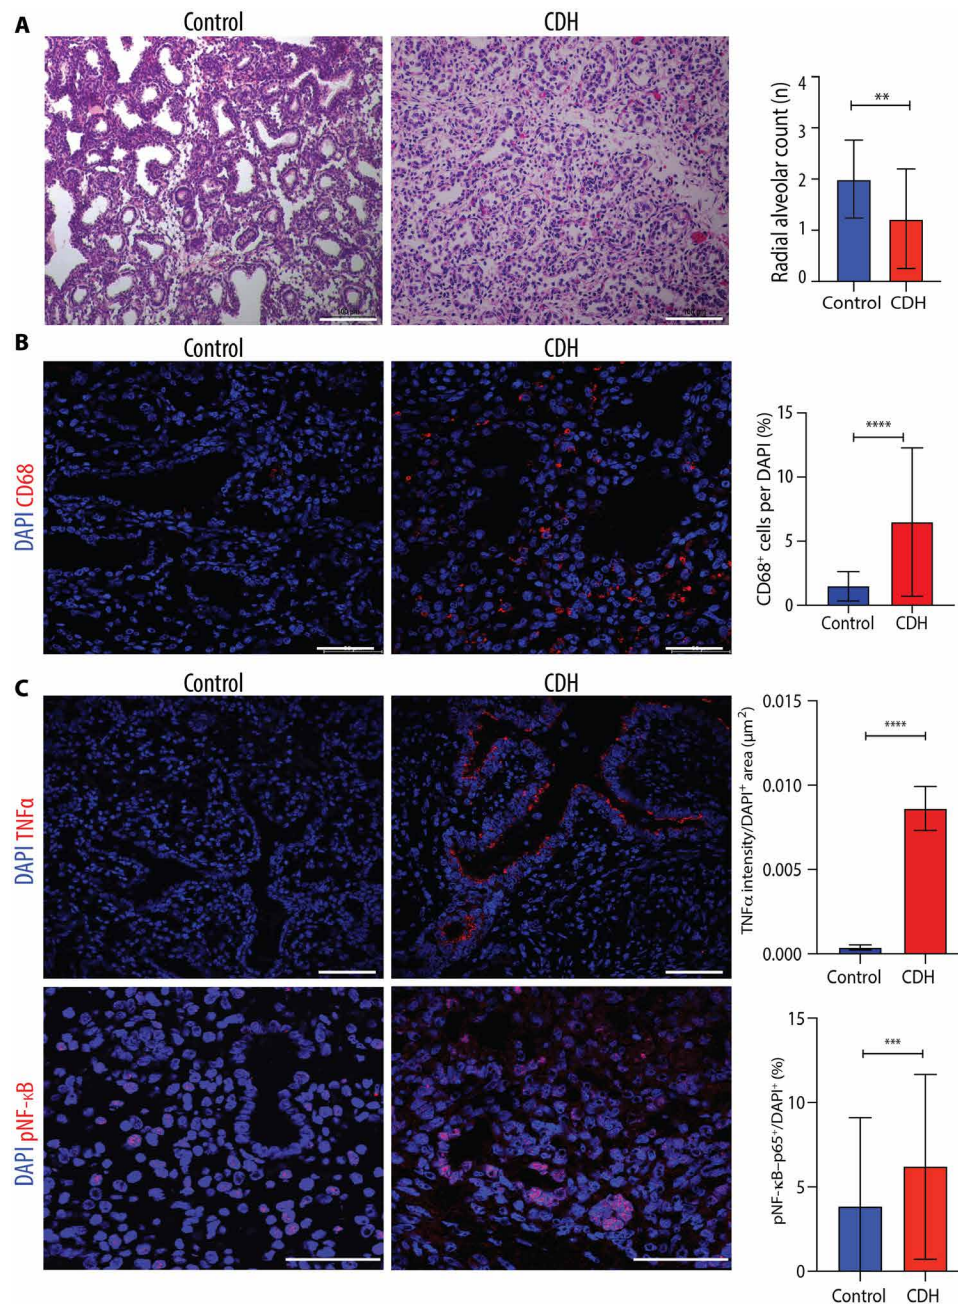 A
Control
CDH
Radial alveolar count (n)
4
3
2
1
0
**
Control
CDH
B
Control
CDH
DAPI CD68
CD68⁺ cells per DAPI (%)
15
10
5
0
****
Control
CDH
C
Control
CDH
DAPI TNFα
TNFα intensity/DAPI⁺ area (μm²)
0.015
0.010
0.005
0.000
****
Control
CDH
DAPI pNF-κB
pNF-κB-p65⁺/DAPI⁺ (%)
15
10
5
0
***
Control
CDH